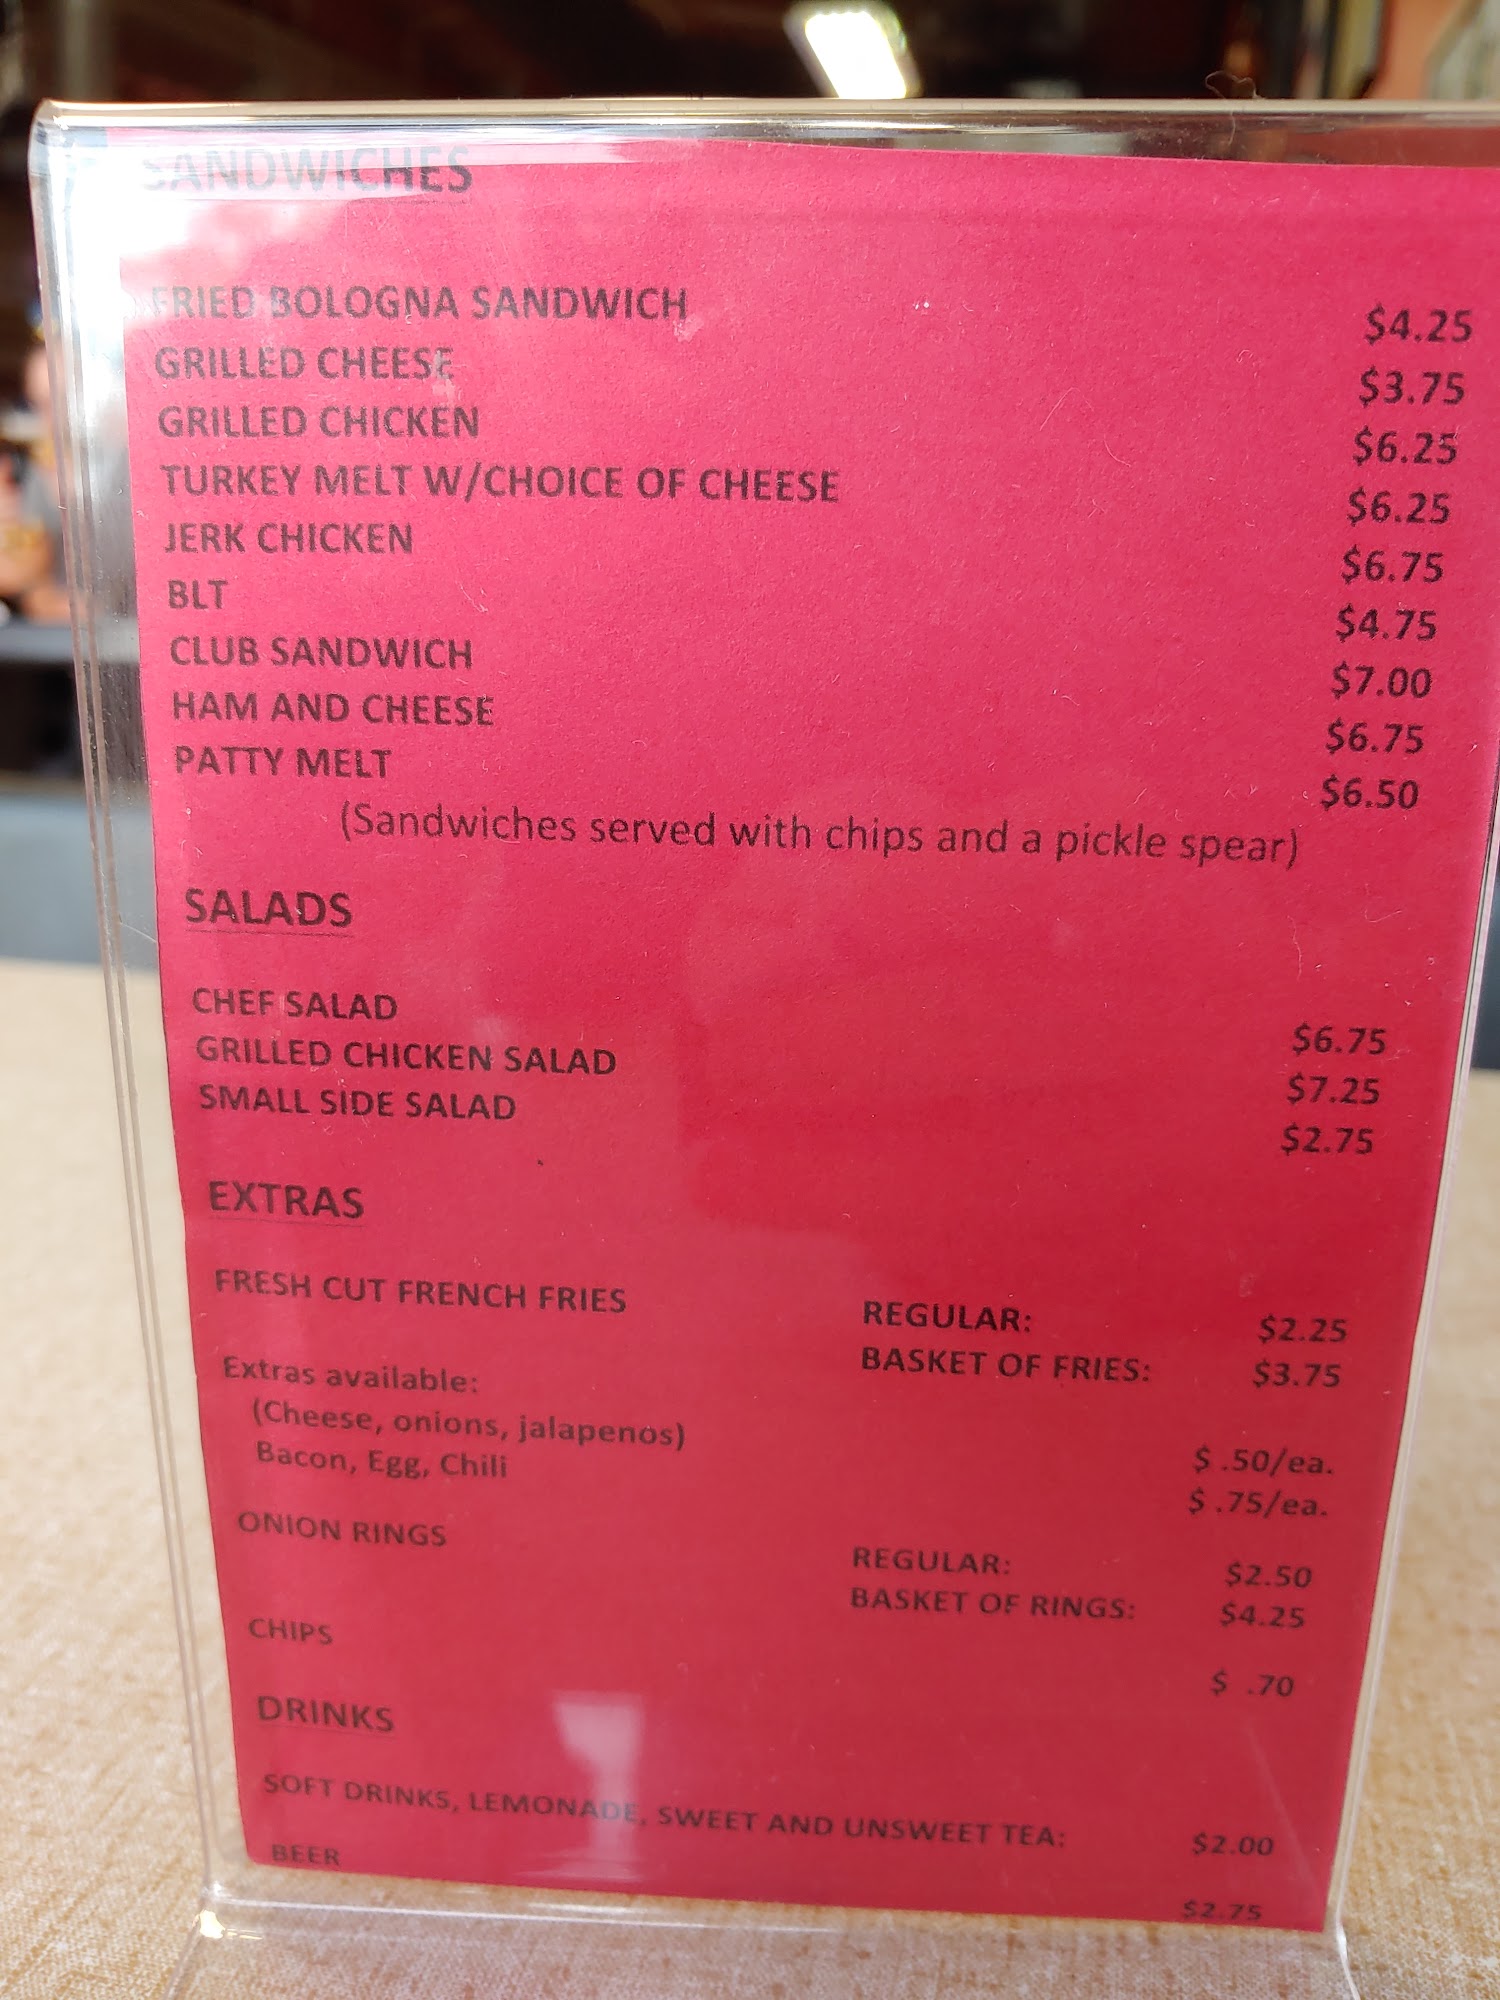 SANDWICHES
FRIED BOLOGNA SANDWICH $4.25
GRILLED CHEESE $3.75
GRILLED CHICKEN $6.25
TURKEY MELT W/CHOICE OF CHEESE $6.25
JERK CHICKEN $6.75
BLT $4.75
CLUB SANDWICH $7.00
HAM AND CHEESE $6.75
PATTY MELT $6.50
(Sandwiches served with chips and a pickle spear)
SALADS
CHEF SALAD $6.75
GRILLED CHICKEN SALAD $7.25
SMALL SIDE SALAD $2.75
EXTRAS
FRESH CUT FRENCH FRIES REGULAR: $2.25
BASKET OF FRIES: $3.75
Extras available:
(Cheese, onions, jalapenos) $ .50/ea.
Bacon, Egg, Chili $ .75/ea.
ONION RINGS REGULAR: $2.50
BASKET OF RINGS: $4.25
CHIPS $ .70
DRINKS
SOFT DRINKS, LEMONADE, SWEET AND UNSWEET TEA: $2.00
BEER $2.75